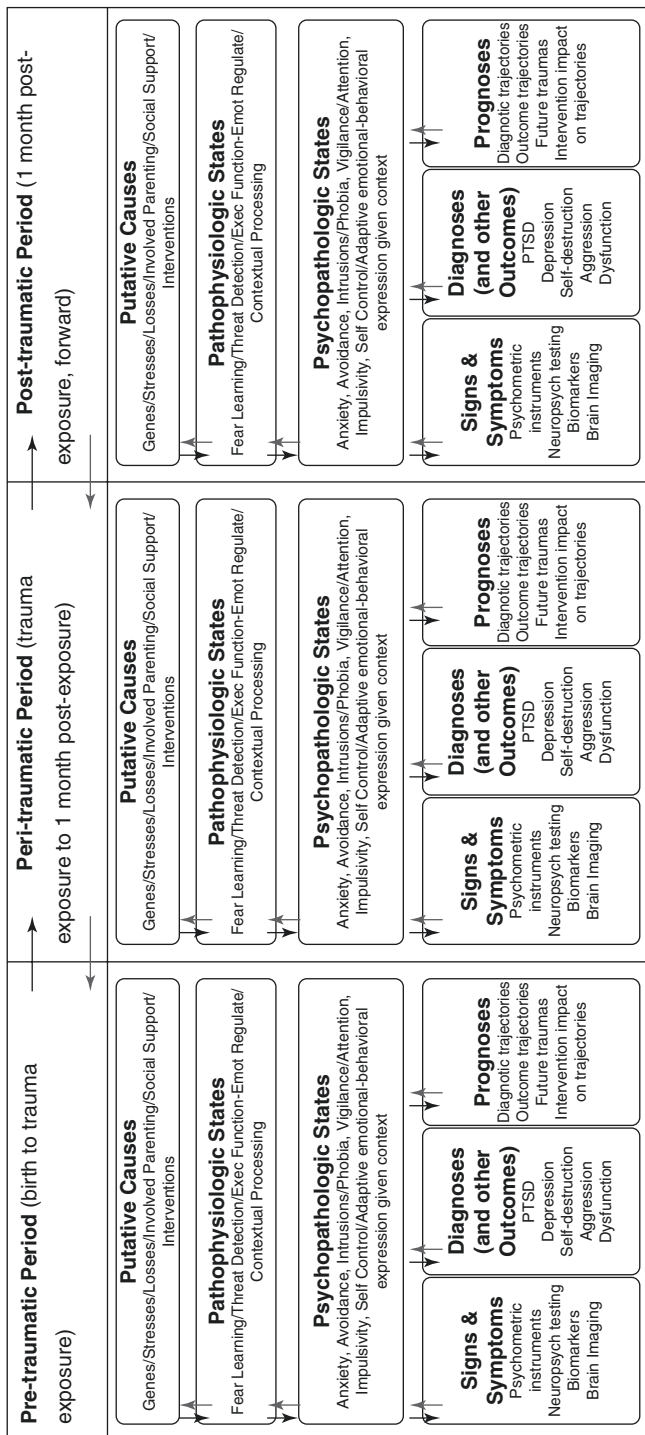 Pre-traumatic Period (birth to trauma
exposure)
Putative Causes
Genes/Stresses/Losses/Involved Parenting/Social Support/
Interventions
Pathophysiologic States
Fear Learning/Threat Detection/Exec Function-Emot Regulate/
Contextual Processing
Psychopathologic States
Anxiety, Avoidance, Intrusions/Phobia, Vigilance/Attention,
Impulsivity, Self Control/Adaptive emotional-behavioral
expression given context
Signs &
Symptoms
Psychometric
instruments
Neuropsych testing
Biomarkers
Brain Imaging
Diagnoses
(and other
Outcomes)
PTSD
Depression
Self-destruction
Aggression
Dysfunction
Prognoses
Diagnostic trajectories
Outcome trajectories
Future traumas
Intervention impact
on trajectories
Peri-traumatic Period (trauma
exposure to 1 month post-exposure)
Putative Causes
Genes/Stresses/Losses/Involved Parenting/Social Support/
Interventions
Pathophysiologic States
Fear Learning/Threat Detection/Exec Function-Emot Regulate/
Contextual Processing
Psychopathologic States
Anxiety, Avoidance, Intrusions/Phobia, Vigilance/Attention,
Impulsivity, Self Control/Adaptive emotional-behavioral
expression given context
Signs &
Symptoms
Psychometric
instruments
Neuropsych testing
Biomarkers
Brain Imaging
Diagnoses
(and other
Outcomes)
PTSD
Depression
Self-destruction
Aggression
Dysfunction
Prognoses
Diagnostic trajectories
Outcome trajectories
Future traumas
Intervention impact
on trajectories
Post-traumatic Period (1 month post-
exposure, forward)
Putative Causes
Genes/Stresses/Losses/Involved Parenting/Social Support/
Interventions
Pathophysiologic States
Fear Learning/Threat Detection/Exec Function-Emot Regulate/
Contextual Processing
Psychopathologic States
Anxiety, Avoidance, Intrusions/Phobia, Vigilance/Attention,
Impulsivity, Self Control/Adaptive emotional-behavioral
expression given context
Signs &
Symptoms
Psychometric
instruments
Neuropsych testing
Biomarkers
Brain Imaging
Diagnoses
(and other
Outcomes)
PTSD
Depression
Self-destruction
Aggression
Dysfunction
Prognoses
Diagnotic trajectories
Outcome trajectories
Future traumas
Intervention impact
on trajectories